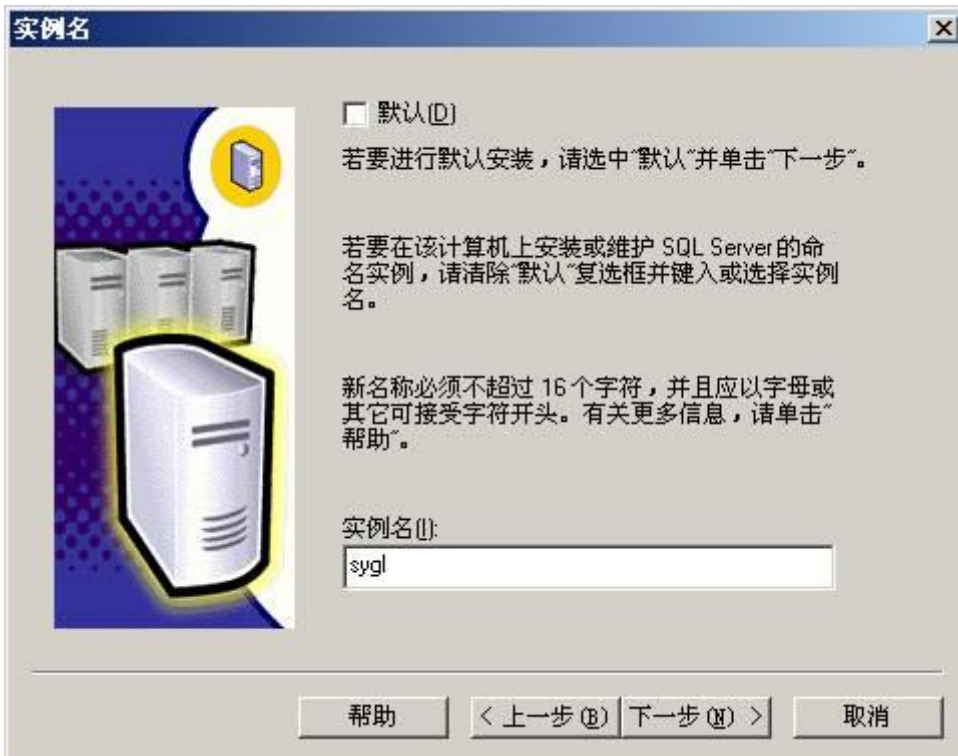 实例名
默认(D)
若要进行默认安装，请选中"默认"并单击"下一步"。
若要在该计算机上安装或维护 SQL Server的命
名实例，请清除"默认"复选框并键入或选择实例
名。
新名称必须不超过 16个字符，并且应以字母或
其它可接受字符开头。有关更多信息，请单击"
帮助"。
实例名(I):
sygl
帮助
< 上一步(B)
下一步(N) >
取消